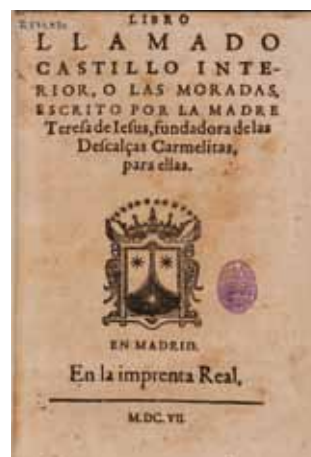 LIBRO
LLAMADO
CASTILLO INTE-
RIOR, O LAS MORADAS,
ESCRITO POR LA MADRE
Teresa de Iesus, fundadora de las
Descalças Carmelitas,
para ellas.
EN MADRID.
En la imprenta Real,
M.DC.VII